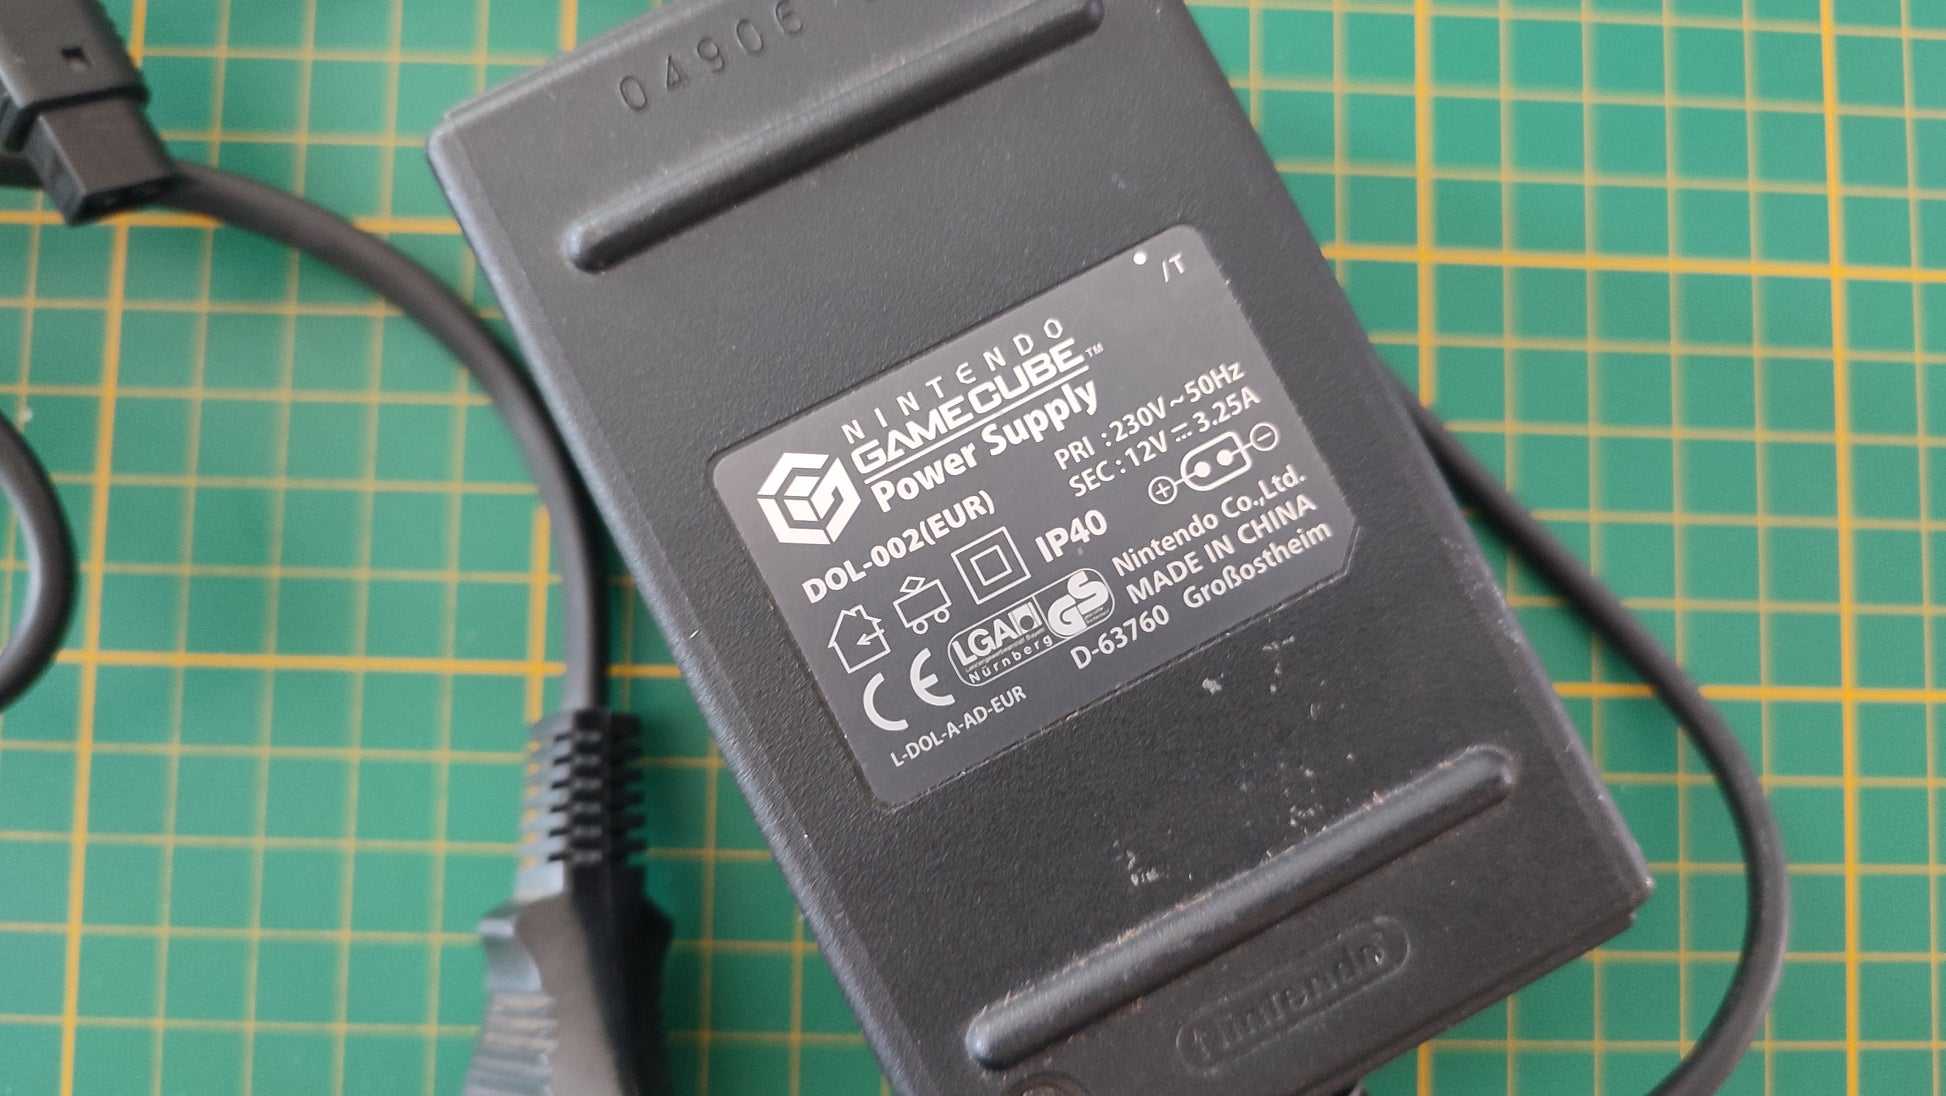 04906
/T
NINTENDO
GAMECUBE™
Power Supply
DOL-002(EUR)
PRI : 230V ~ 50Hz
SEC : 12V ⎓ 3.25A
IP40
Nintendo Co.,Ltd.
MADE IN CHINA
D-63760 Großostheim
LGA
Nürnberg
GS
CE
L-DOL-A-AD-EUR
Nintendo